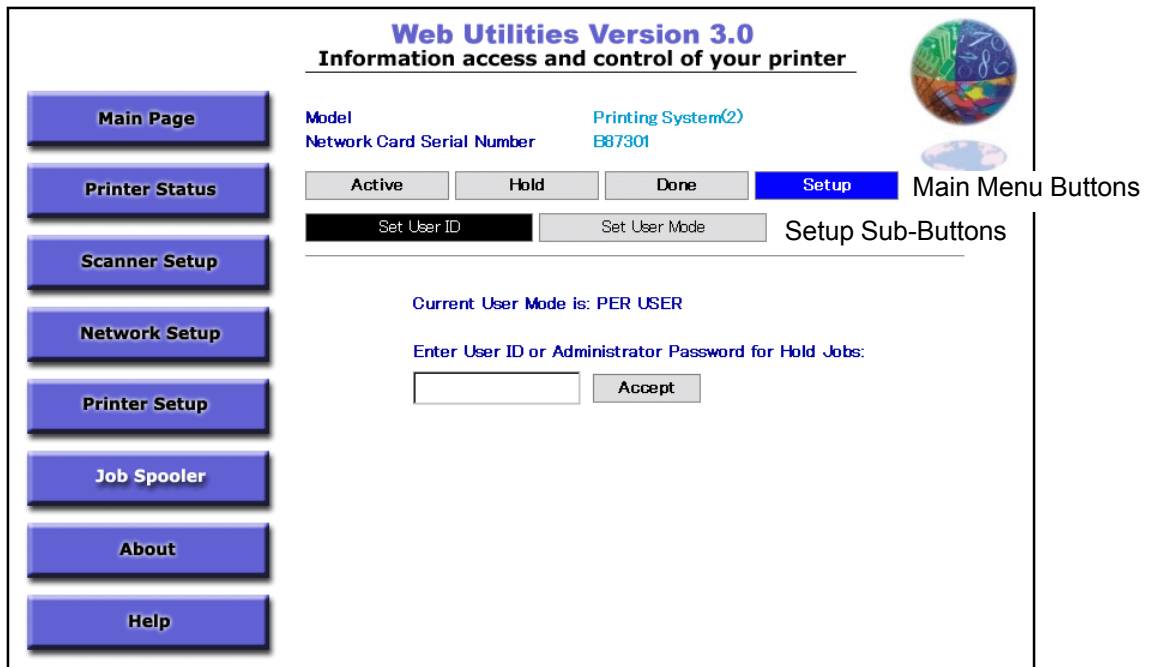 Web Utilities Version 3.0
Information access and control of your printer
Main Page
Printer Status
Scanner Setup
Network Setup
Printer Setup
Job Spooler
About
Help
Model Printing System(2)
Network Card Serial Number B87301
Active Hold Done Setup Main Menu Buttons
Set User ID Set User Mode Setup Sub-Buttons
Current User Mode is: PER USER
Enter User ID or Administrator Password for Hold Jobs:
Accept